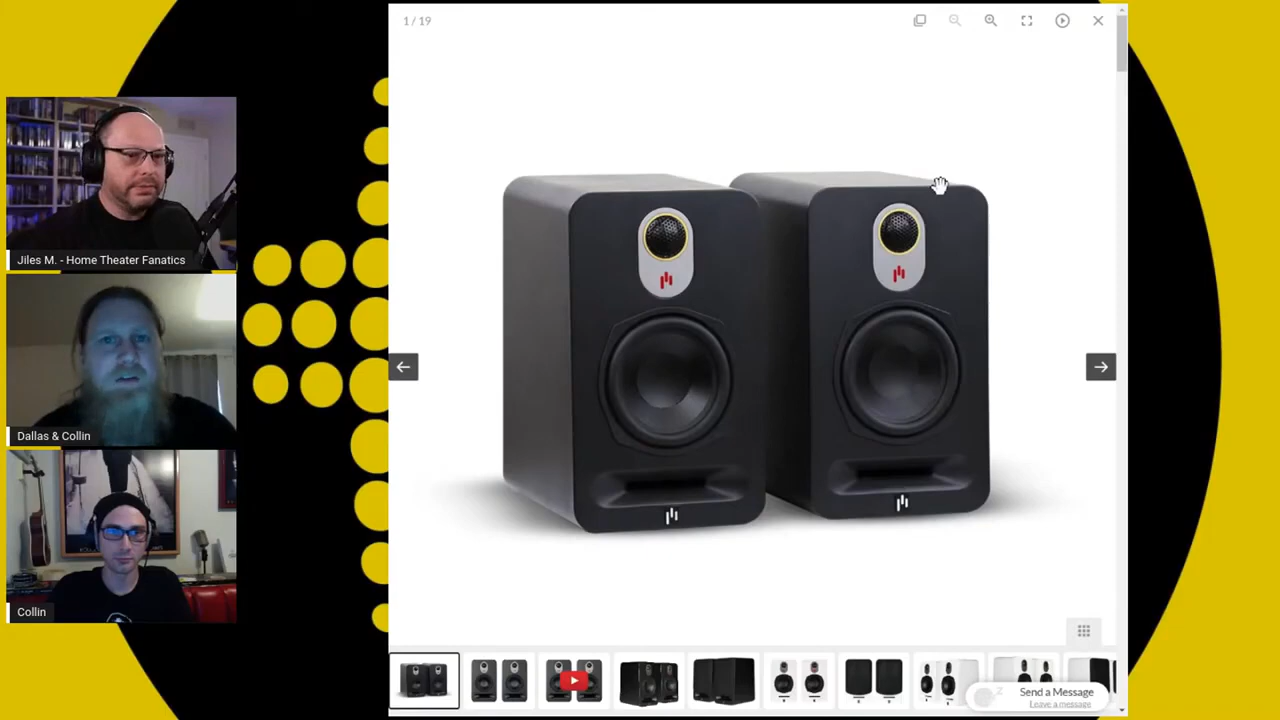 1 / 19
Jiles M. - Home Theater Fanatics
Dallas & Collin
Collin
Send a Message
Leave a message